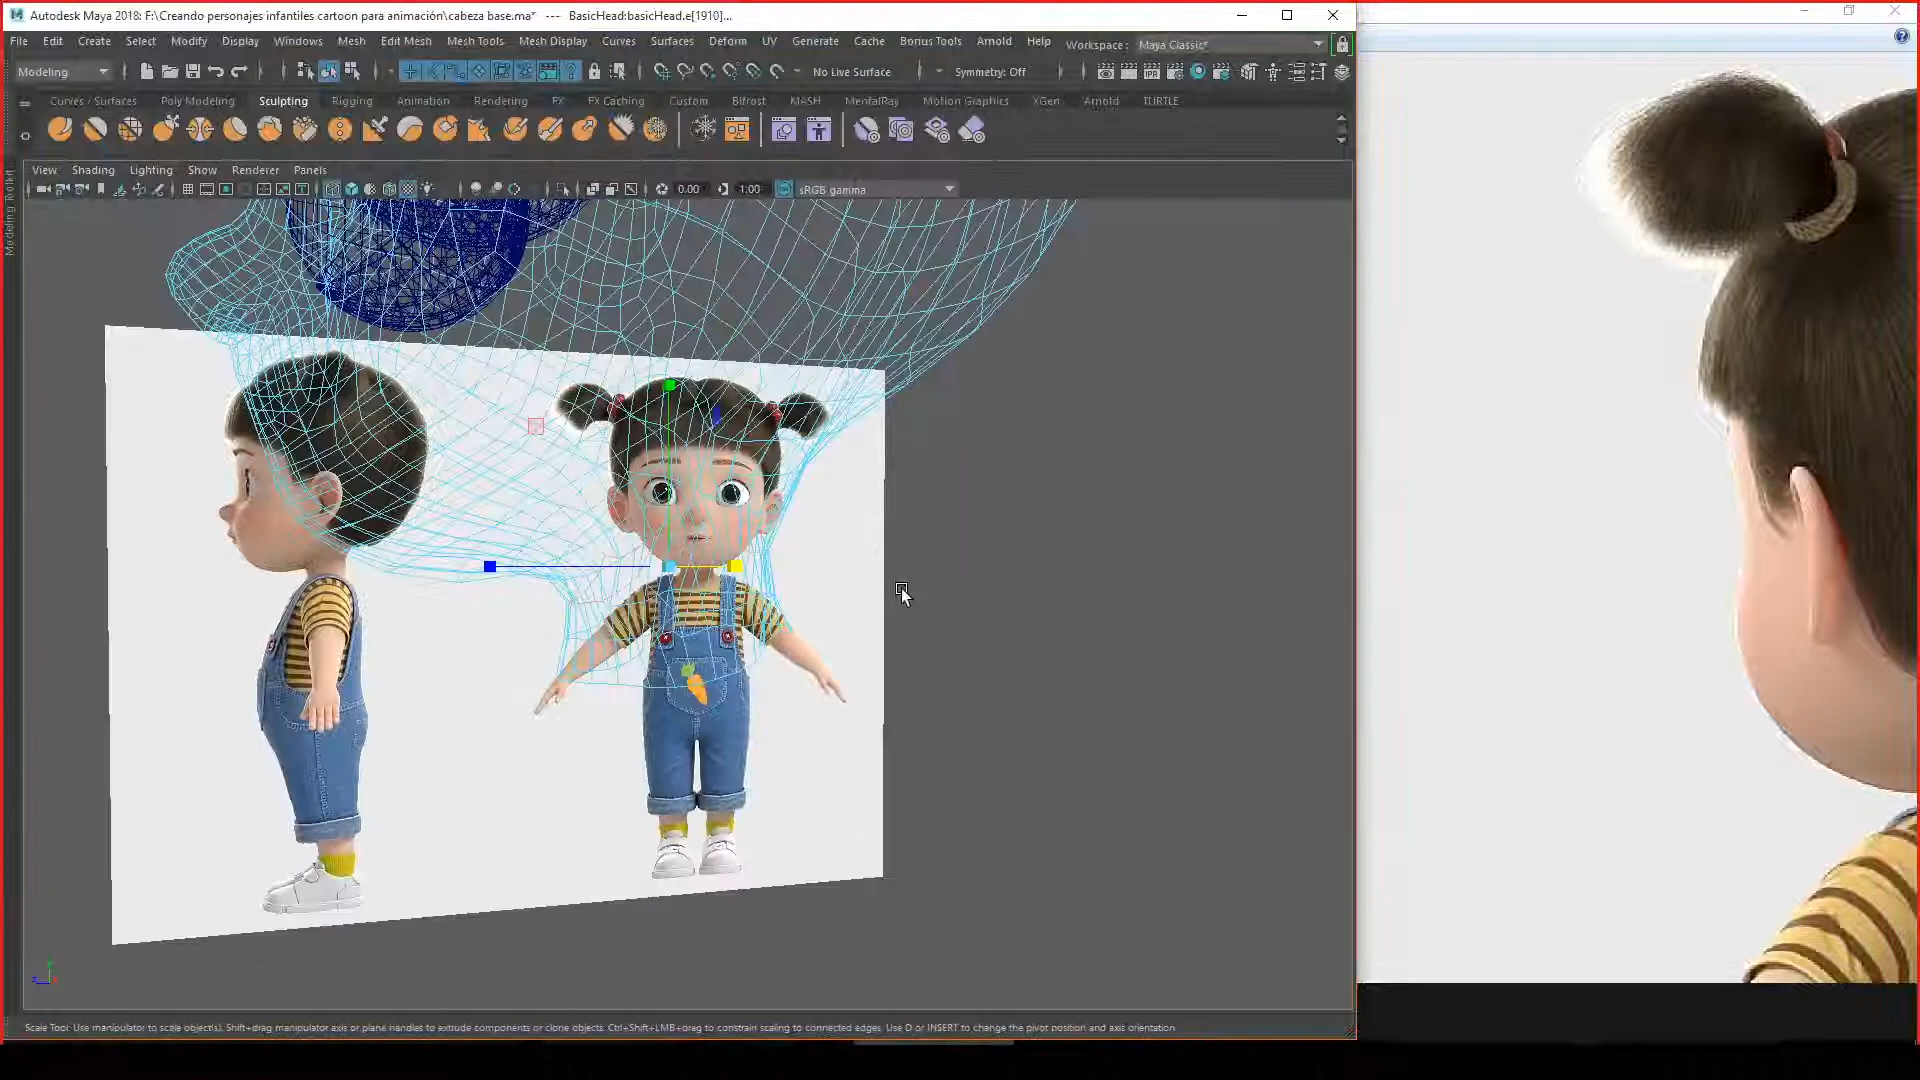 Autodesk Maya 2018: F:\Creando personajes infantiles cartoon para animación\cabeza base.ma*   ---   BasicHead:basicHead.e[1910]...
File Edit Create Select Modify Display Windows Mesh Edit Mesh Mesh Tools Mesh Display Curves Surfaces Deform UV Generate Cache Bonus Tools Arnold Help Workspace : Maya Classic*
Modeling No Live Surface Symmetry: Off
Curves / Surfaces Poly Modeling Sculpting Rigging Animation Rendering FX FX Caching Custom Bifrost MASH MentalRay Motion Graphics XGen Arnold TURTLE
View Shading Lighting Show Renderer Panels
0.00 1.00 sRGB gamma
Modeling Toolkit
Scale Tool: Use manipulator to scale object(s). Shift+drag manipulator axis or plane handles to extrude components or clone objects. Ctrl+Shift+LMB+drag to constrain scaling to connected edges. Use D or INSERT to change the pivot position and axis orientation